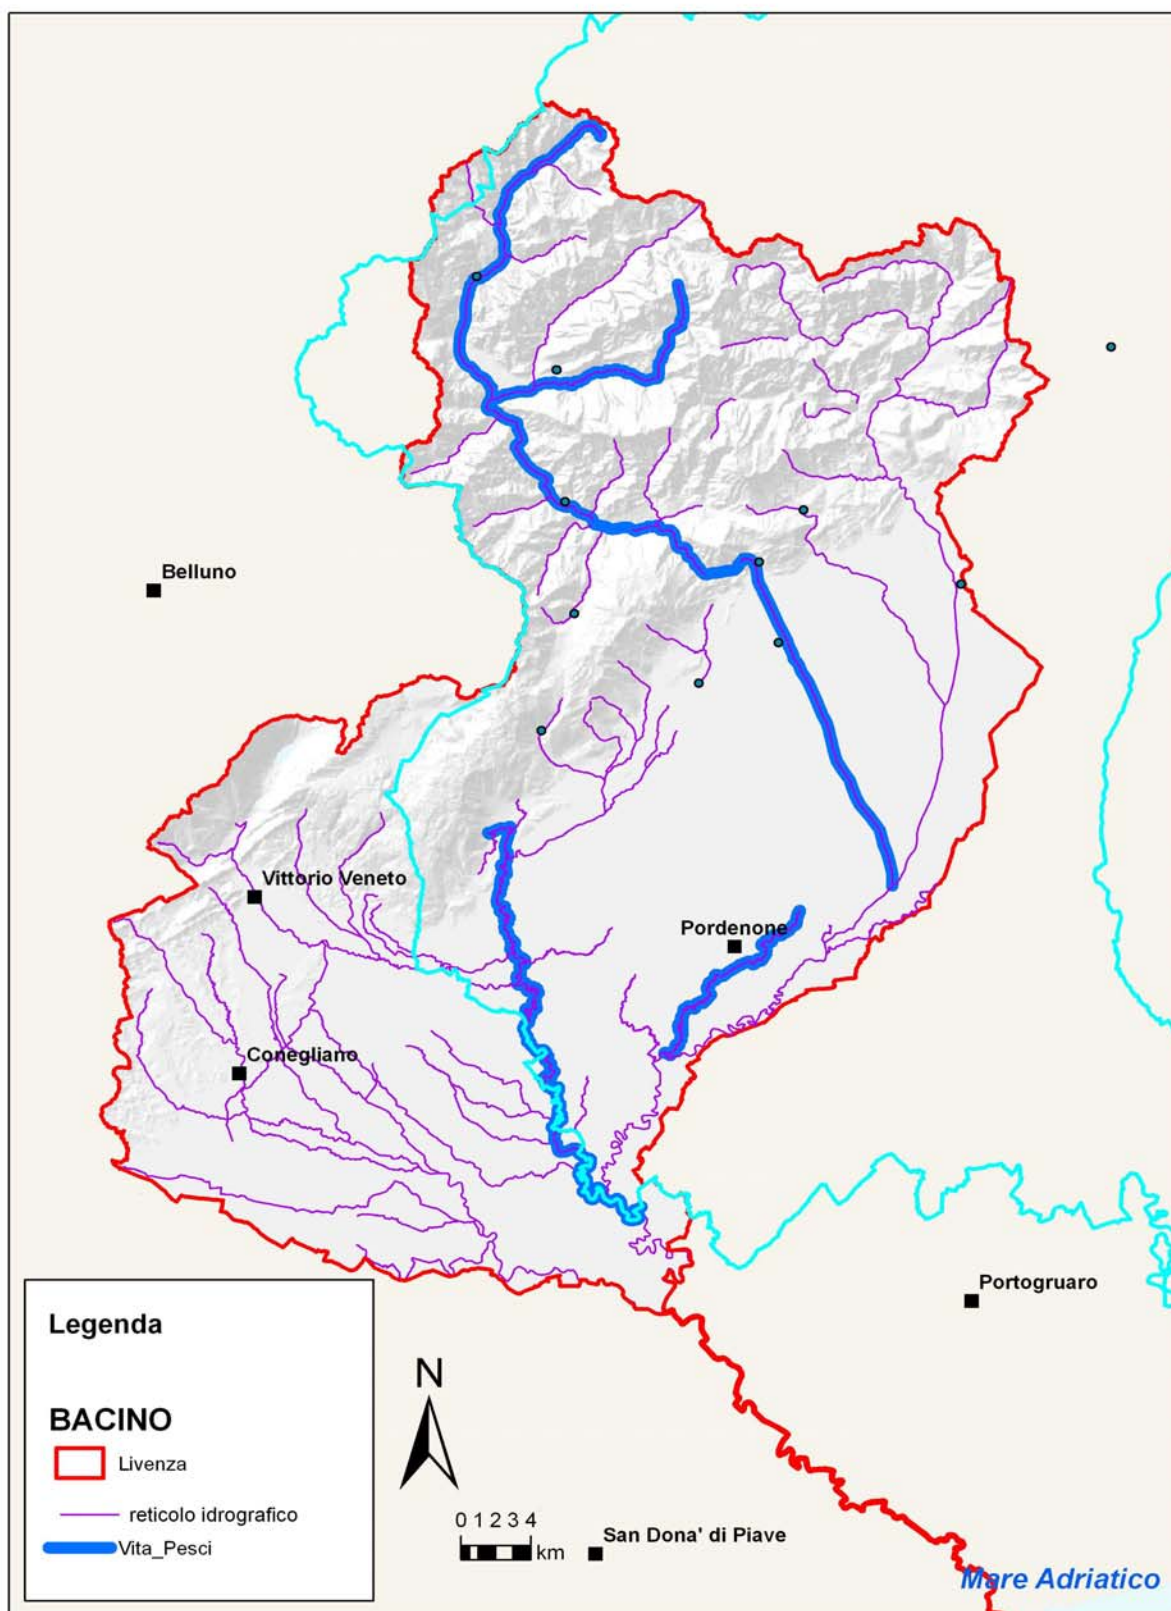 Belluno
Vittorio Veneto
Pordenone
Conegliano
Portogruaro
Legenda
BACINO
Livenza
reticolo idrografico
Vita_Pesci
N
0 1 2 3 4
km
San Dona' di Piave
Mare Adriatico